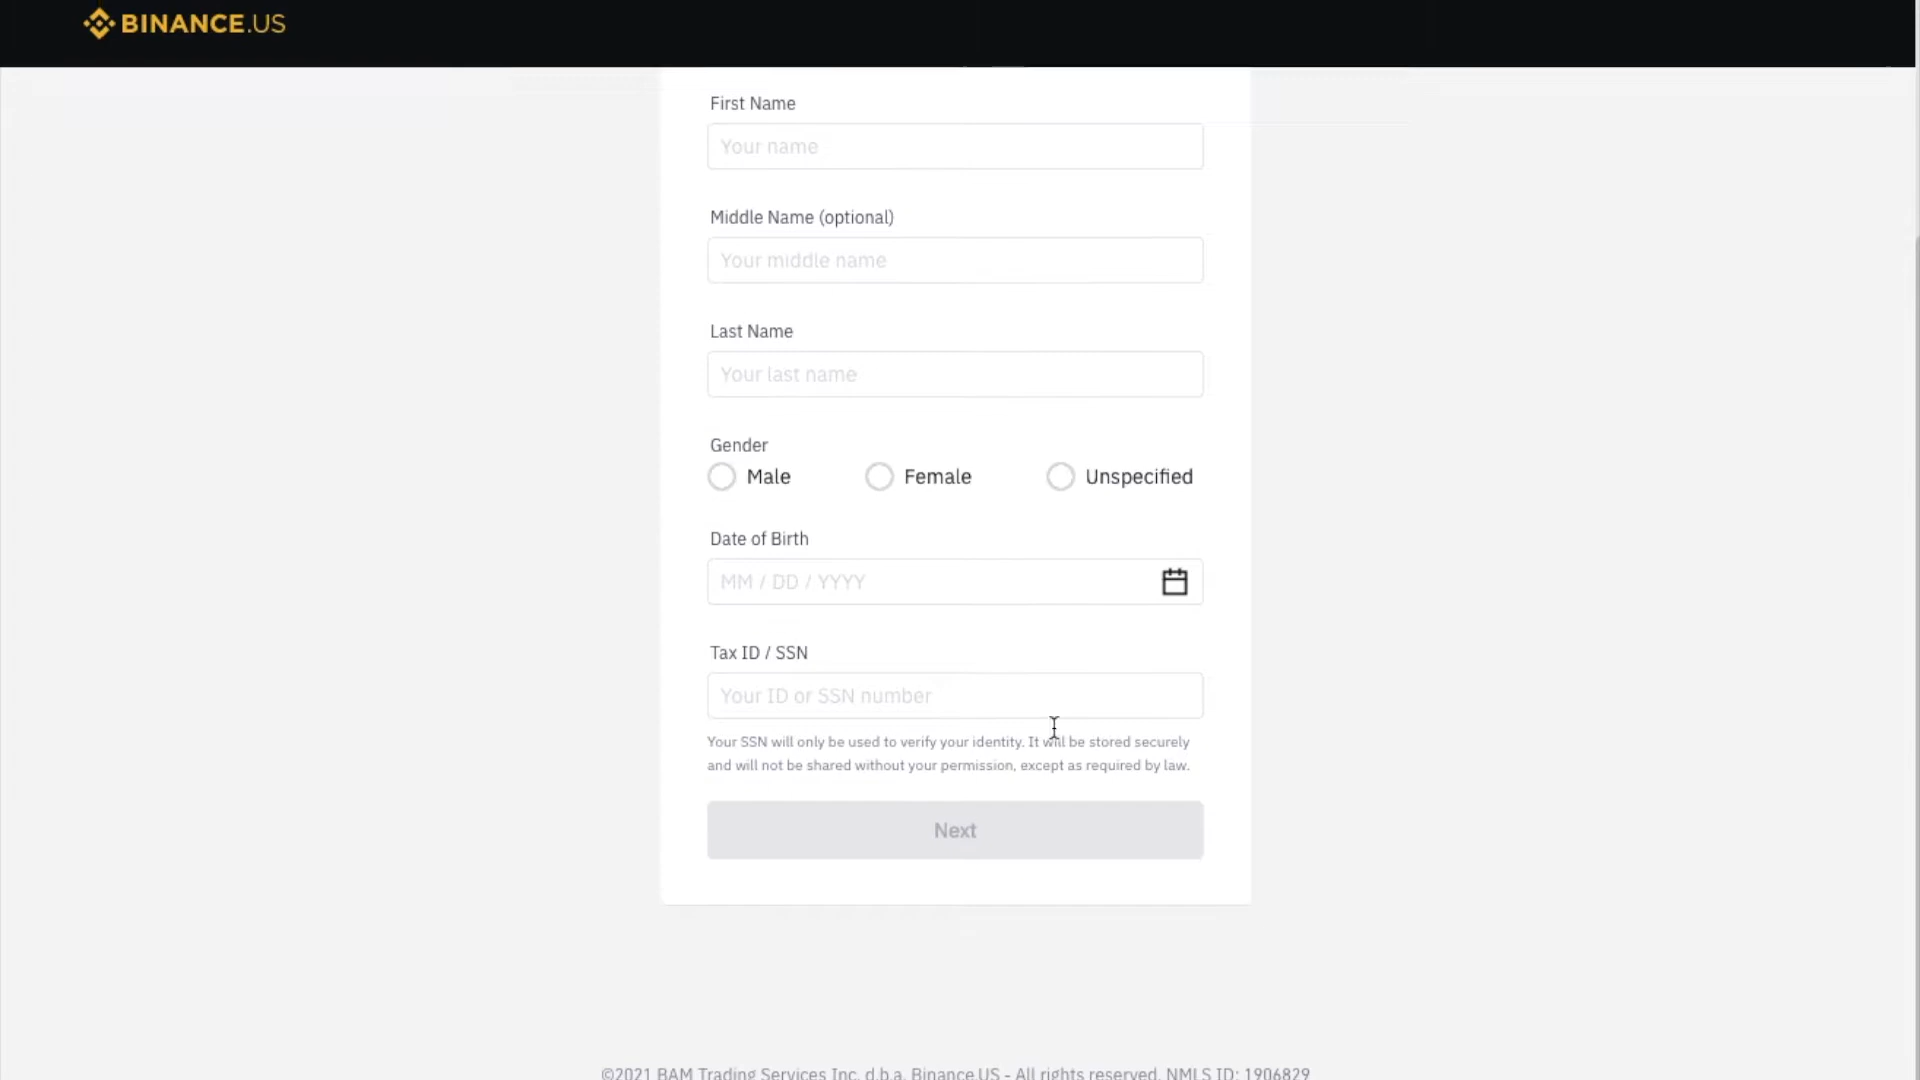 BINANCE.US
First Name
Your name
Middle Name (optional)
Your middle name
Last Name
Your last name
Gender
Male Female Unspecified
Date of Birth
MM / DD / YYYY
Tax ID / SSN
Your ID or SSN number
Your SSN will only be used to verify your identity. It will be stored securely
and will not be shared without your permission, except as required by law.
Next
©2021 BAM Trading Services Inc. d.b.a. Binance.US - All rights reserved. NMLS ID: 1906829